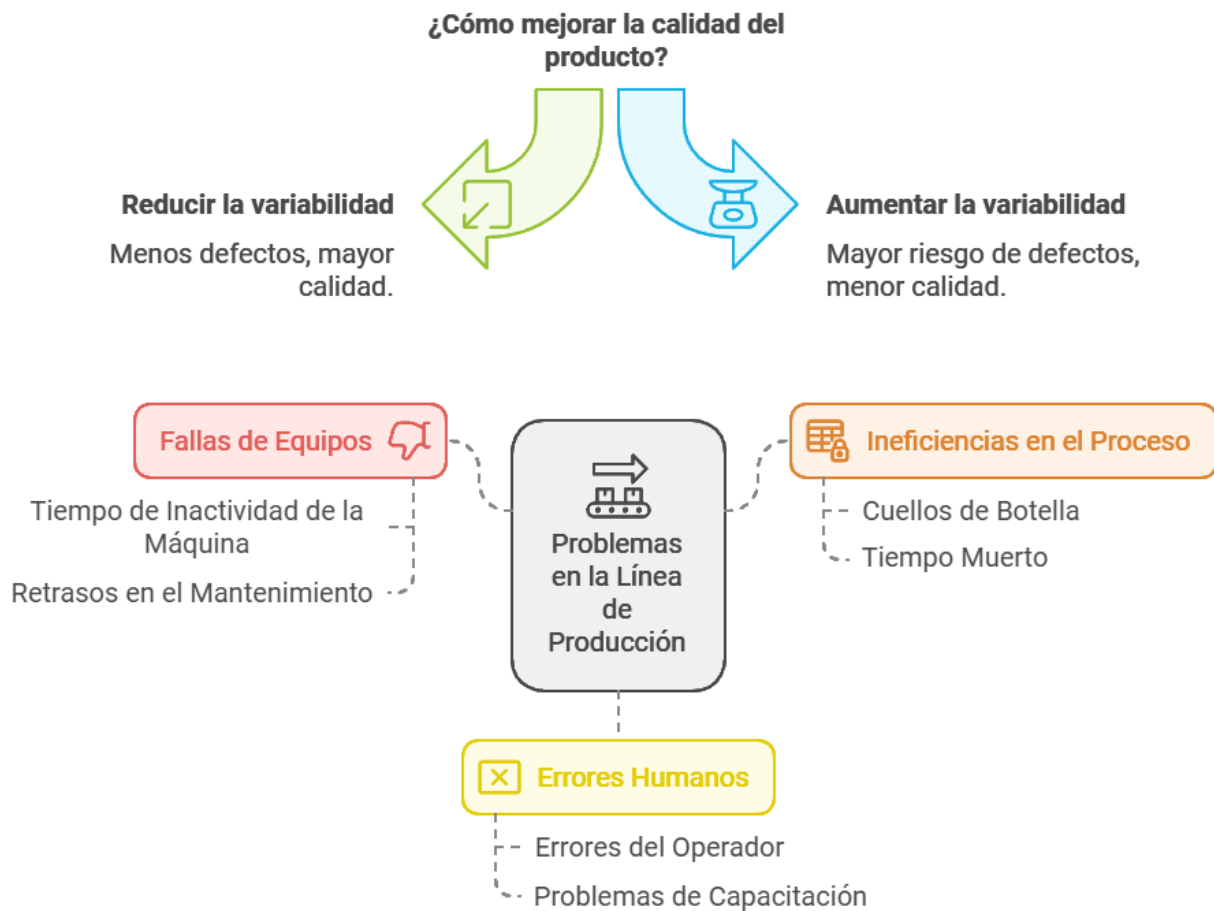 ¿Cómo mejorar la calidad del
producto?
Reducir la variabilidad
Menos defectos, mayor
calidad.
Aumentar la variabilidad
Mayor riesgo de defectos,
menor calidad.
Fallas de Equipos
Tiempo de Inactividad de la
Máquina
Retrasos en el Mantenimiento
Problemas
en la Línea
de
Producción
Ineficiencias en el Proceso
Cuellos de Botella
Tiempo Muerto
Errores Humanos
Errores del Operador
Problemas de Capacitación